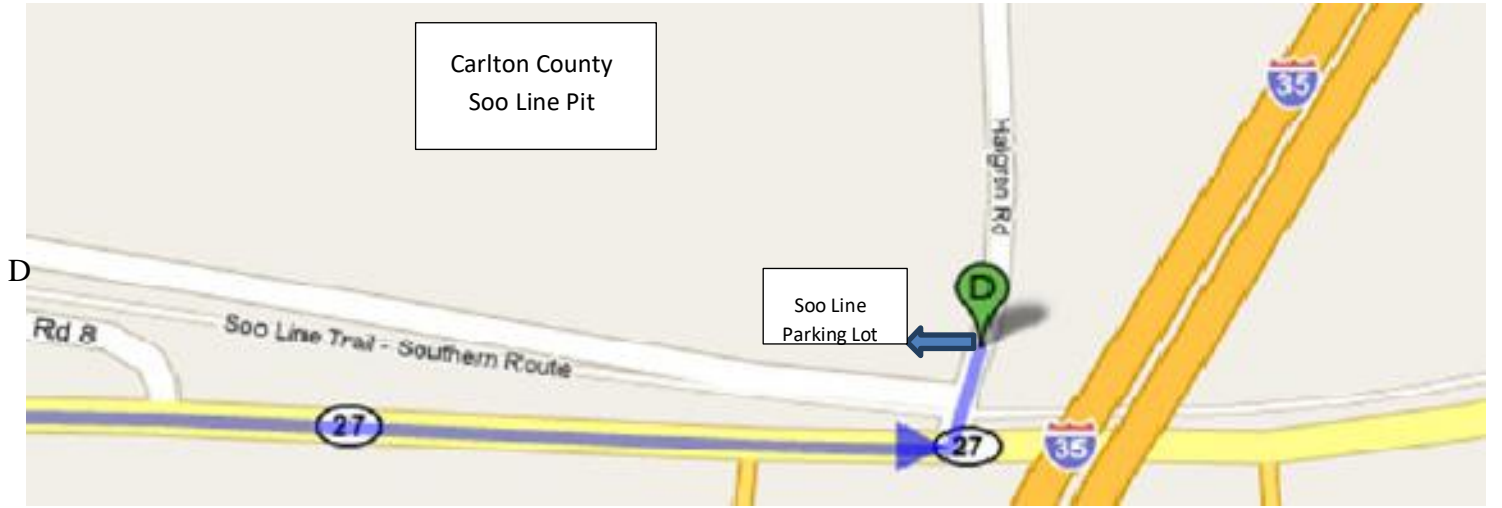 Carlton County
Soo Line Pit
35
Halgren Rd
D
D
Soo Line
Parking Lot
Rd 8
Soo Line Trail - Southern Route
27
27
35